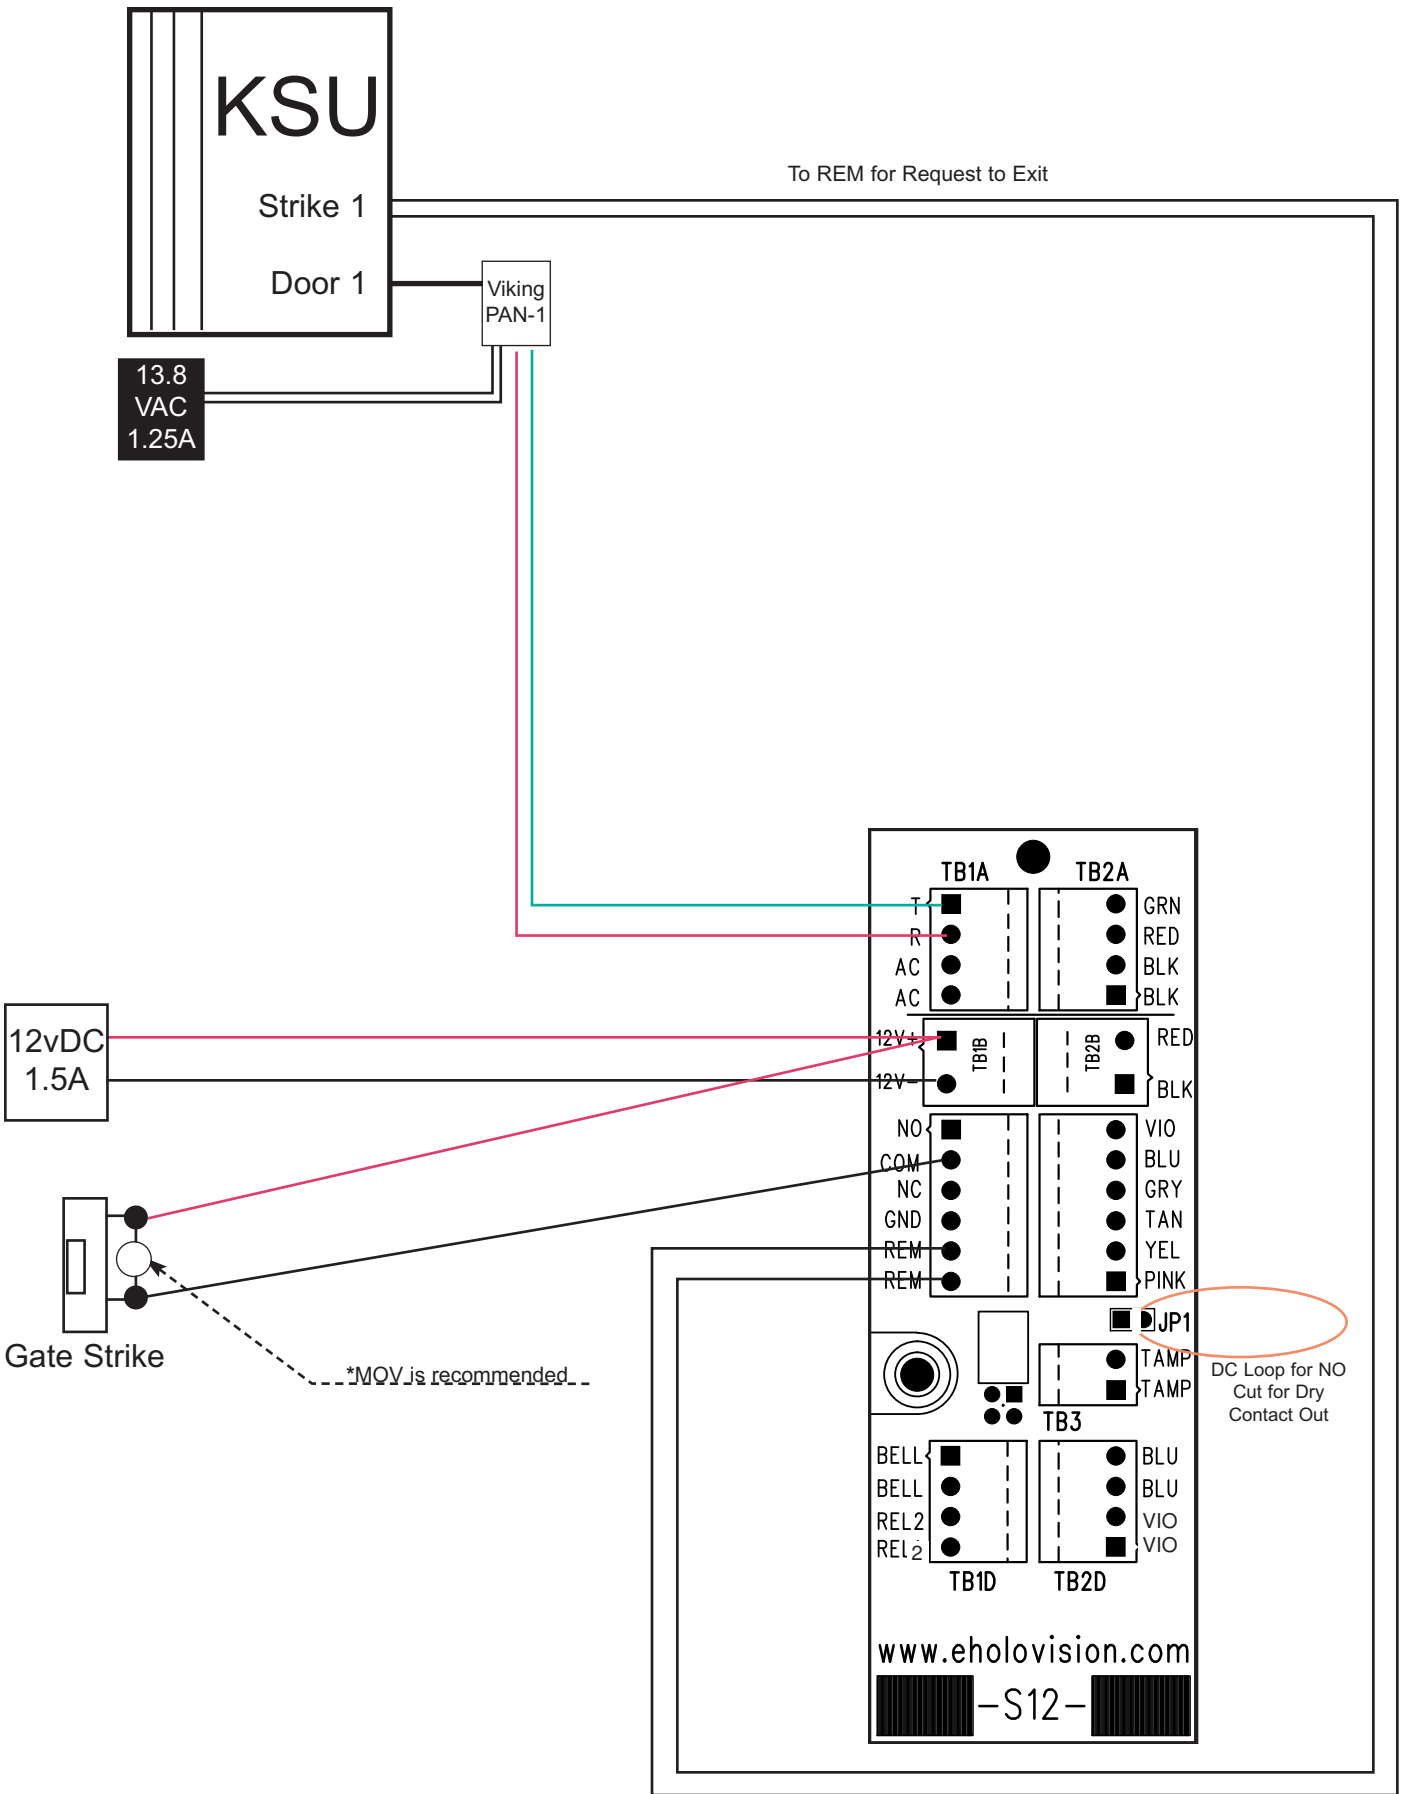 KSU
Strike 1
Door 1
To REM for Request to Exit
Viking
PAN-1
13.8
VAC
1.25A
TB1A
TB2A
T
R
AC
AC
GRN
RED
BLK
BLK
12vDC
1.5A
12V+
12V-
TB1B
TB2B
RED
BLK
NO
COM
NC
GND
REM
REM
VIO
BLU
GRY
TAN
YEL
PINK
JP1
Gate Strike
*MOV is recommended
TAMP
TAMP
TB3
DC Loop for NO
Cut for Dry
Contact Out
BELL
BELL
REL2
REL2
BLU
BLU
VIO
VIO
TB1D
TB2D
www.eholovision.com
-S12-